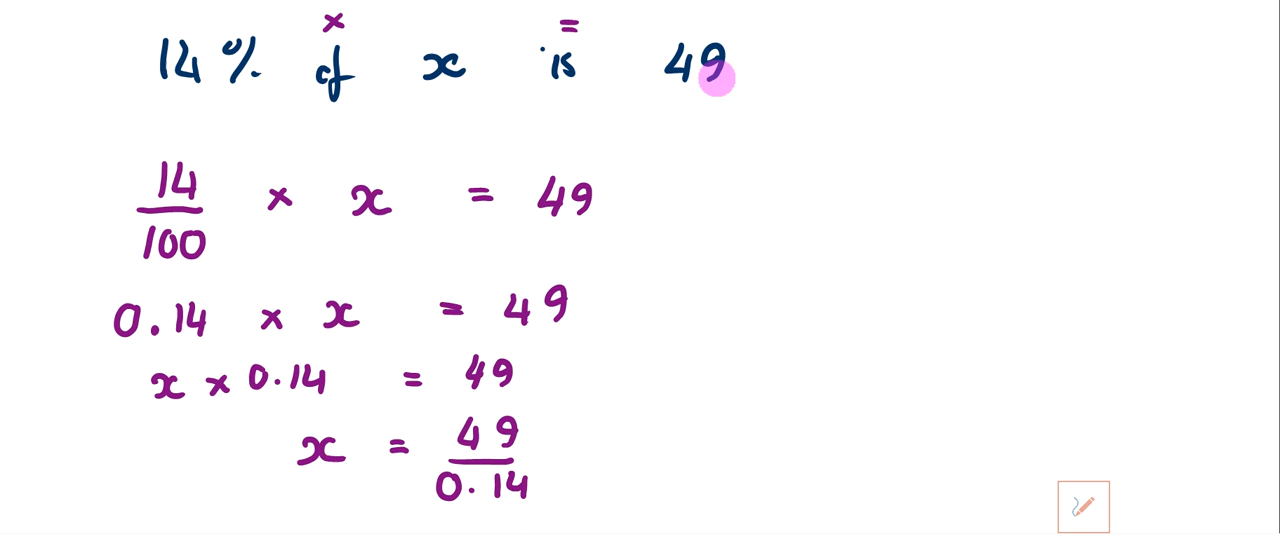 × =
14% of x is 49
14/100 × x = 49
0.14 × x = 49
x × 0.14 = 49
x = 49/0.14